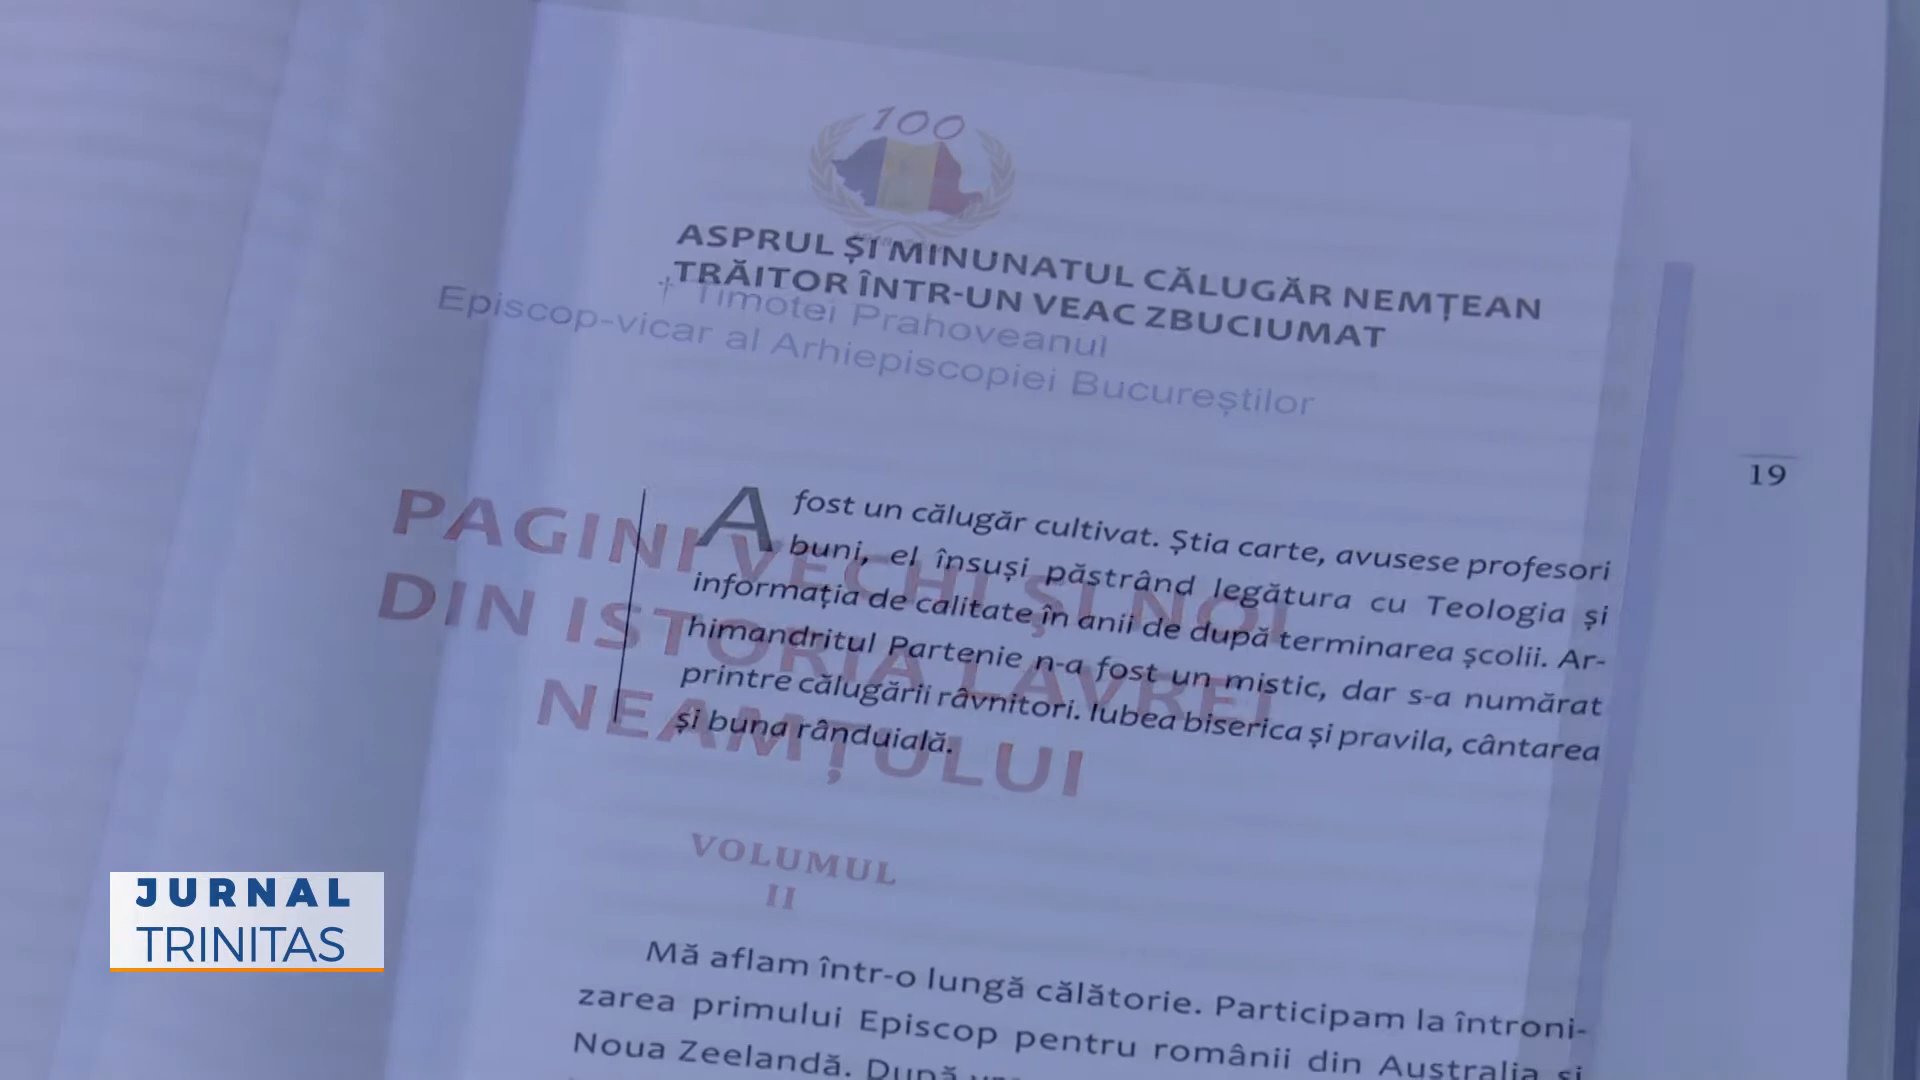 100
ASPRUL ȘI MINUNATUL CĂLUGĂR NEMȚEAN
TRĂITOR ÎNTR-UN VEAC ZBUCIUMAT
† Timotei Prahoveanul
Episcop-vicar al Arhiepiscopiei Bucureștilor
19
A fost un călugăr cultivat. Știa carte, avusese profesori
buni, el însuși păstrând legătura cu Teologia și
informația de calitate în anii de după terminarea școlii. Ar-
himandritul Partenie n-a fost un mistic, dar s-a numărat
printre călugării râvnitori. Iubea biserica și pravila, cântarea
și buna rânduială.
PAGINI VECHI ȘI NOI
DIN ISTORIA LAVREI
NEAMȚULUI
VOLUMUL
II
Mă aflam într-o lungă călătorie. Participam la întroni-
zarea primului Episcop pentru românii din Australia și
Noua Zeelandă. După
JURNAL
TRINITAS